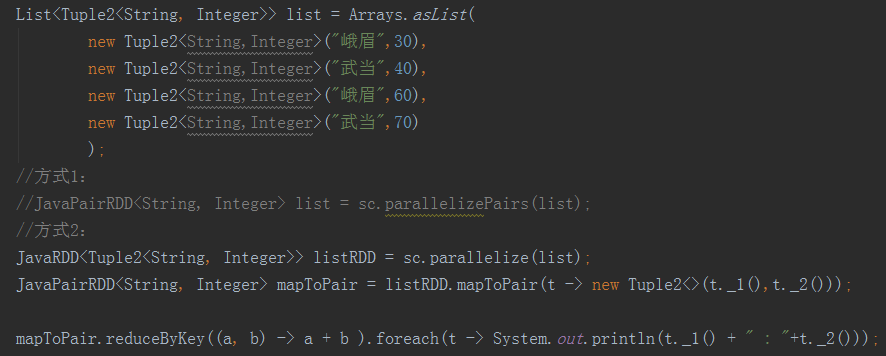 List<Tuple2<String, Integer>> list = Arrays.asList(
new Tuple2<String,Integer>("峨眉",30),
new Tuple2<String,Integer>("武当",40),
new Tuple2<String,Integer>("峨眉",60),
new Tuple2<String,Integer>("武当",70)
);
//方式1:
//JavaPairRDD<String, Integer> list = sc.parallelizePairs(list);
//方式2:
JavaRDD<Tuple2<String, Integer>> listRDD = sc.parallelize(list);
JavaPairRDD<String, Integer> mapToPair = listRDD.mapToPair(t -> new Tuple2<>(t._1(),t._2()));
mapToPair.reduceByKey((a, b) -> a + b ).foreach(t -> System.out.println(t._1() + " : "+t._2()));